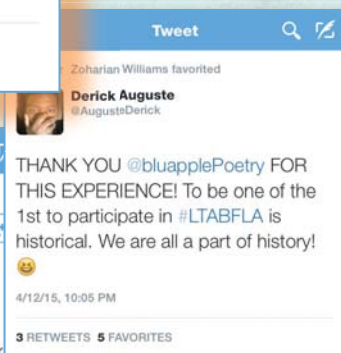 Tweet
Zoharian Williams favorited
Derick Auguste
@AugusteDerick
THANK YOU @bluapplePoetry FOR
THIS EXPERIENCE! To be one of the
1st to participate in #LTABFLA is
historical. We are all a part of history!
😀
4/12/15, 10:05 PM
3 RETWEETS 5 FAVORITES